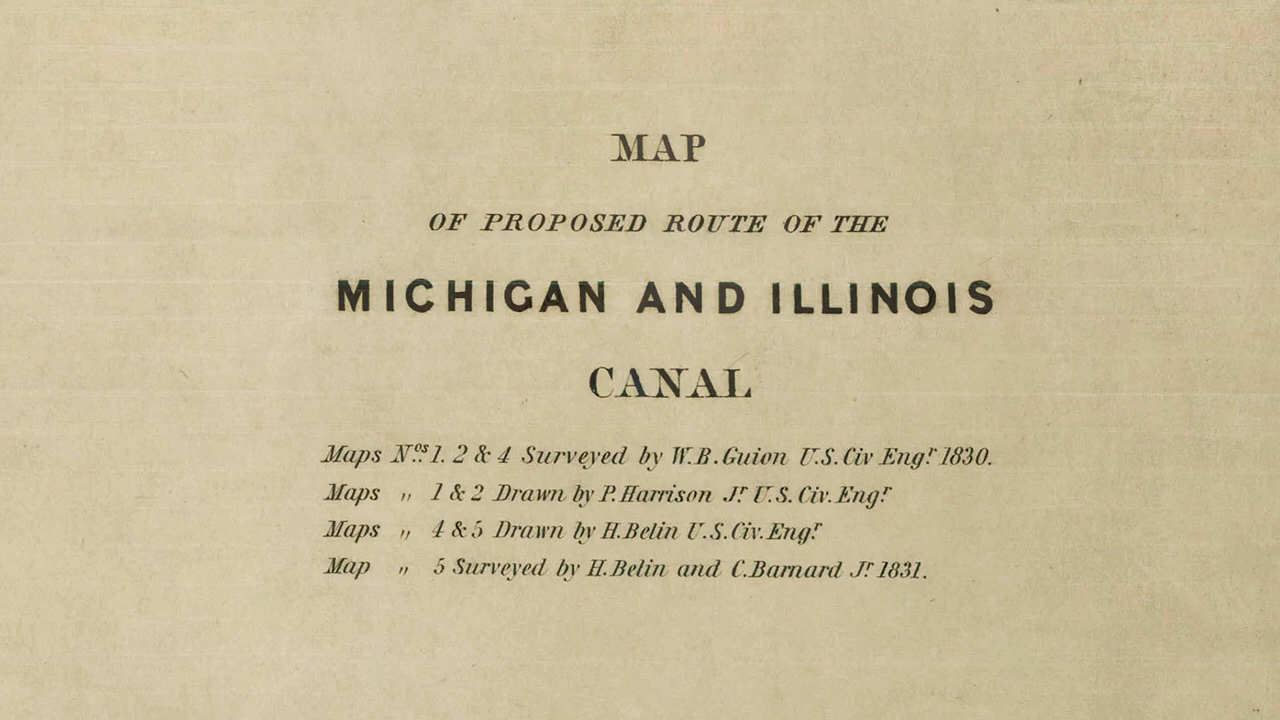 MAP
OF PROPOSED ROUTE OF THE
MICHIGAN AND ILLINOIS
CANAL
Maps Nos 1. 2 & 4 Surveyed by W.B. Guion U.S. Civ Engr 1830.
Maps „ 1 & 2 Drawn by P. Harrison Jr U.S. Civ. Engr
Maps „ 4 & 5 Drawn by H. Belin U.S. Civ. Engr
Map „ 5 Surveyed by H. Belin and C. Barnard Jr 1831.